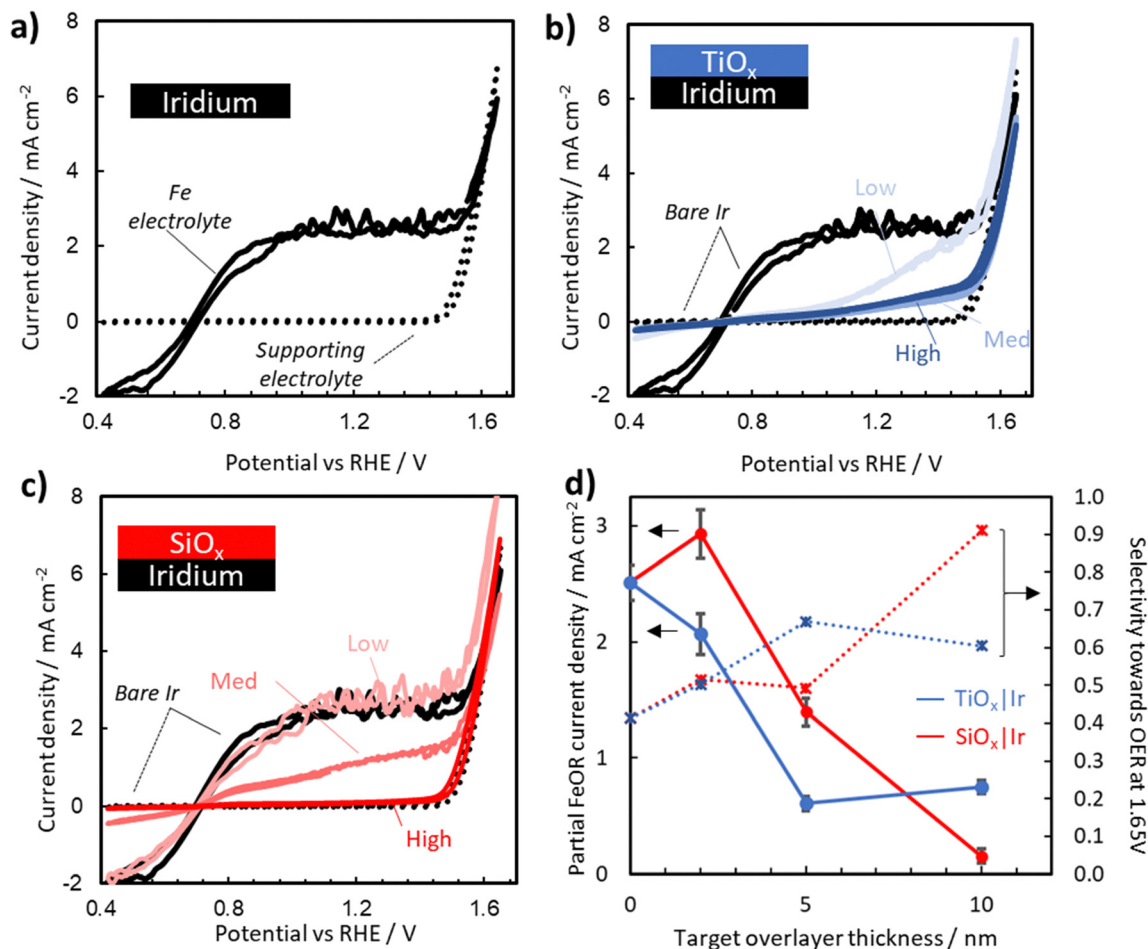 a)
Iridium
Fe
electrolyte
Supporting
electrolyte
Current density / mA cm-2
8
6
4
2
0
-2
0.4
0.8
1.2
1.6
Potential vs RHE / V
b)
TiOx
Iridium
Low
Bare Ir
Med
High
Current density / mA cm-2
8
6
4
2
0
-2
0.4
0.8
1.2
1.6
Potential vs RHE / V
c)
SiOx
Iridium
Low
Med
Bare Ir
High
Current density / mA cm-2
8
6
4
2
0
-2
0.4
0.8
1.2
1.6
Potential vs RHE / V
d)
Partial FeOR current density / mA cm-2
3
2
1
0
TiOx|Ir
SiOx|Ir
1.0
0.9
0.8
0.7
0.6
0.5
0.4
0.3
0.2
0.1
0.0
Selectivity towards OER at 1.65V
0
5
10
Target overlayer thickness / nm